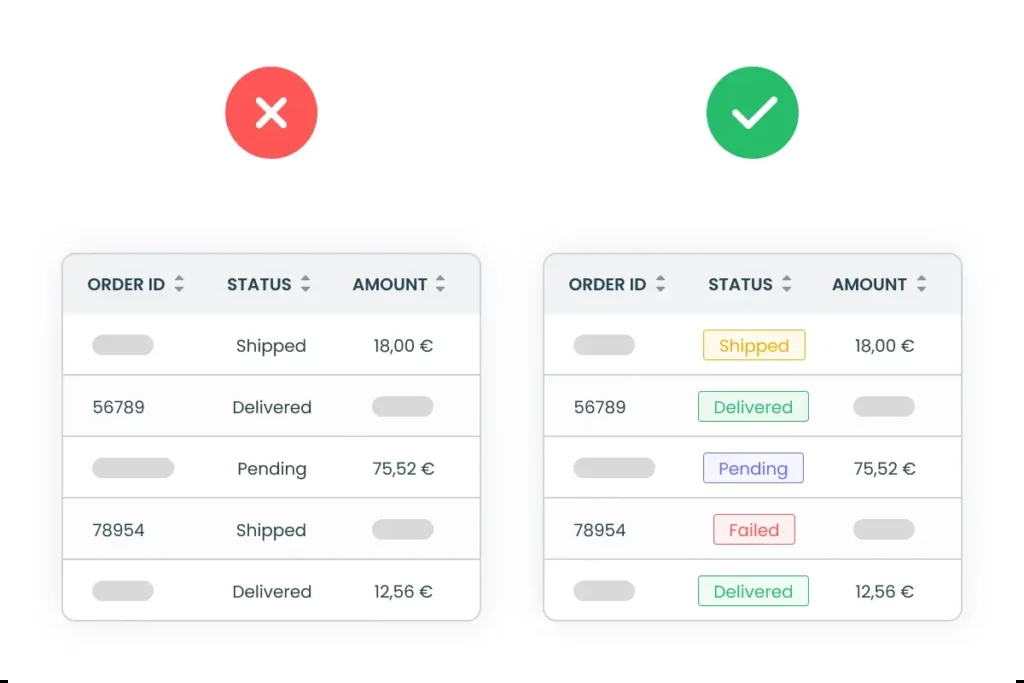 ORDER ID STATUS AMOUNT
Shipped 18,00 €
56789 Delivered
Pending 75,52 €
78954 Shipped
Delivered 12,56 €
ORDER ID STATUS AMOUNT
Shipped 18,00 €
56789 Delivered
Pending 75,52 €
78954 Failed
Delivered 12,56 €